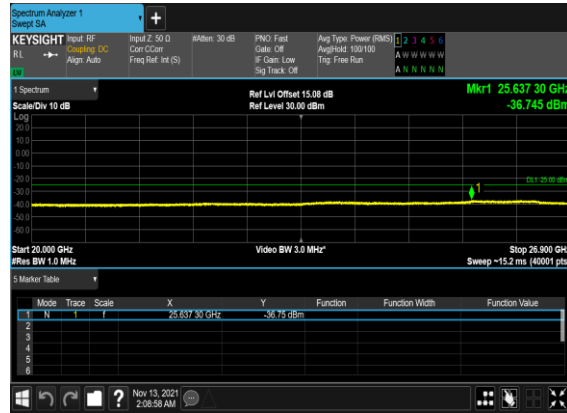 Spectrum Analyzer 1
Swept SA
+
KEYSIGHT Input: RF Input Z: 50 Ω #Atten: 30 dB PNO: Fast Avg Type: Power (RMS) 1 2 3 4 5 6
RL Coupling: DC Corr CCorr Gate: Off Avg|Hold: 100/100 A W W W W W
Align: Auto Freq Ref: Int (S) IF Gain: Low Trig: Free Run A N N N N N
Sig Track: Off
1 Spectrum Ref Lvl Offset 15.08 dB Mkr1 25.637 30 GHz
Scale/Div 10 dB Ref Level 30.00 dBm -36.745 dBm
Log
20.0
10.0
0.00
-10.0
-20.0
DL1 -25.00 dBm
-30.0
1
-40.0
-50.0
-60.0
Start 20.000 GHz Video BW 3.0 MHz* Stop 26.900 GHz
#Res BW 1.0 MHz Sweep ~15.2 ms (40001 pts)
5 Marker Table
Mode Trace Scale X Y Function Function Width Function Value
1 N 1 f 25.637 30 GHz -36.75 dBm
2
3
4
5
6
? Nov 13, 2021
2:08:58 AM